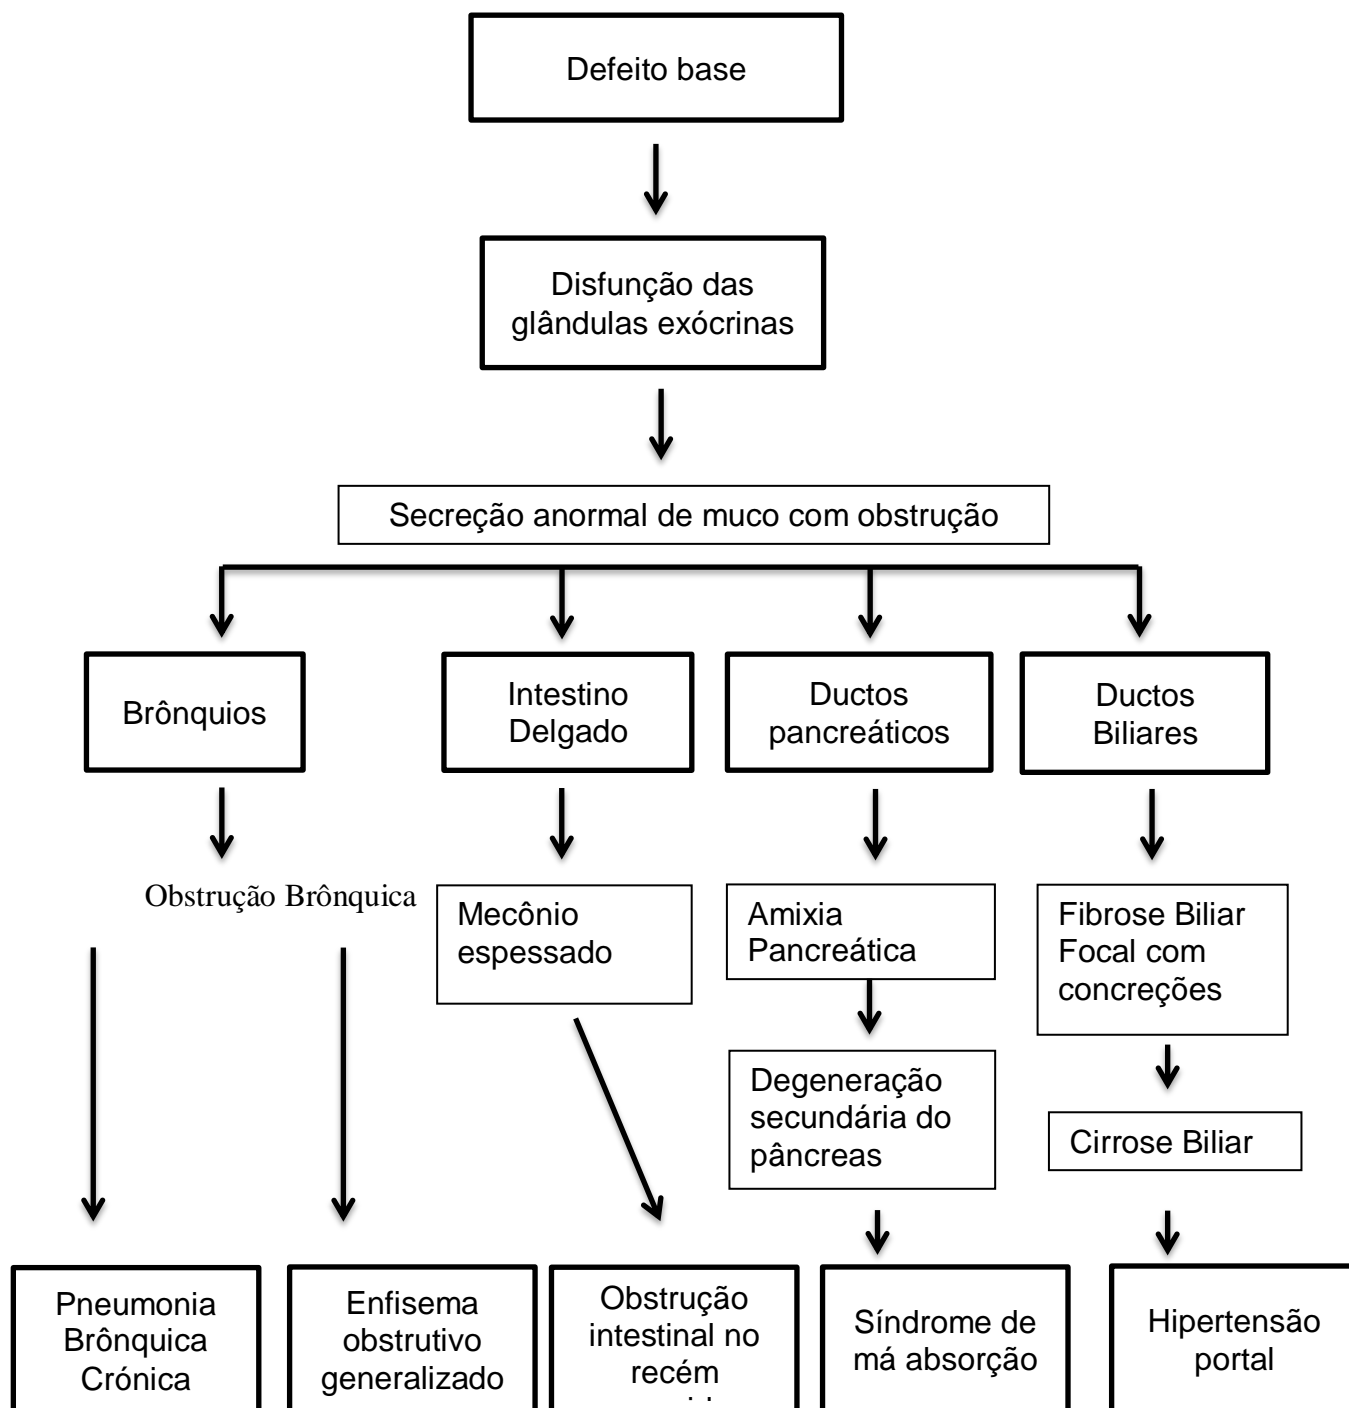 Defeito base
Disfunção das
glândulas exócrinas
Secreção anormal de muco com obstrução
Brônquios
Intestino
Delgado
Ductos
pancreáticos
Ductos
Biliares
Obstrução Brônquica
Mecônio
espessado
Amixia
Pancreática
Fibrose Biliar
Focal com
concreções
Degeneração
secundária do
pâncreas
Cirrose Biliar
Pneumonia
Brônquica
Crónica
Enfisema
obstrutivo
generalizado
Obstrução
intestinal no
recém
Síndrome de
má absorção
Hipertensão
portal